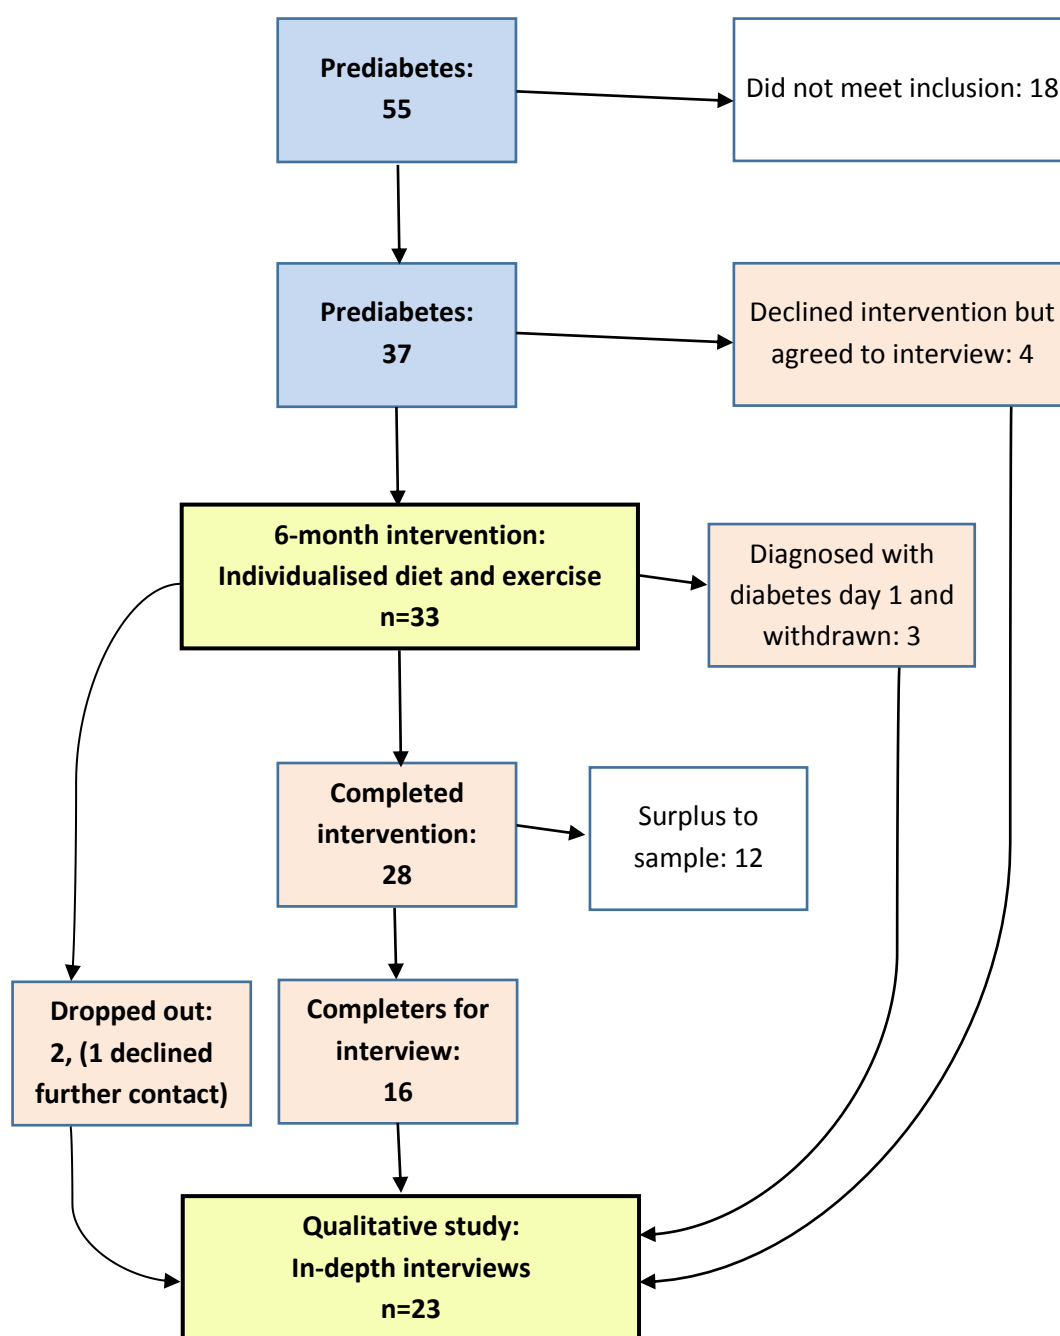 Prediabetes:
55
Did not meet inclusion: 18
Prediabetes:
37
Declined intervention but
agreed to interview: 4
6-month intervention:
Individualised diet and exercise
n=33
Diagnosed with
diabetes day 1 and
withdrawn: 3
Completed
intervention:
28
Surplus to
sample: 12
Dropped out:
2, (1 declined
further contact)
Completers for
interview:
16
Qualitative study:
In-depth interviews
n=23